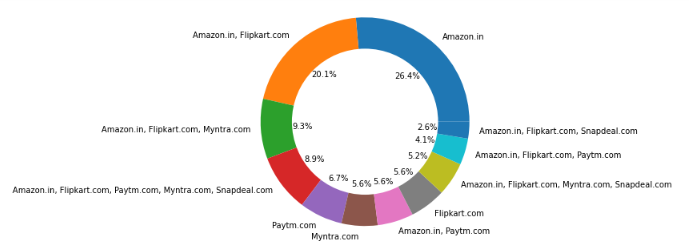 Amazon.in, Flipkart.com
Amazon.in
20.1%
26.4%
Amazon.in, Flipkart.com, Myntra.com
9.3%
2.6%
Amazon.in, Flipkart.com, Snapdeal.com
4.1%
Amazon.in, Flipkart.com, Paytm.com
8.9%
5.2%
Amazon.in, Flipkart.com, Paytm.com, Myntra.com, Snapdeal.com
6.7%
5.6%
5.6%
5.6%
Amazon.in, Flipkart.com, Myntra.com, Snapdeal.com
Flipkart.com
Paytm.com
Amazon.in, Paytm.com
Myntra.com